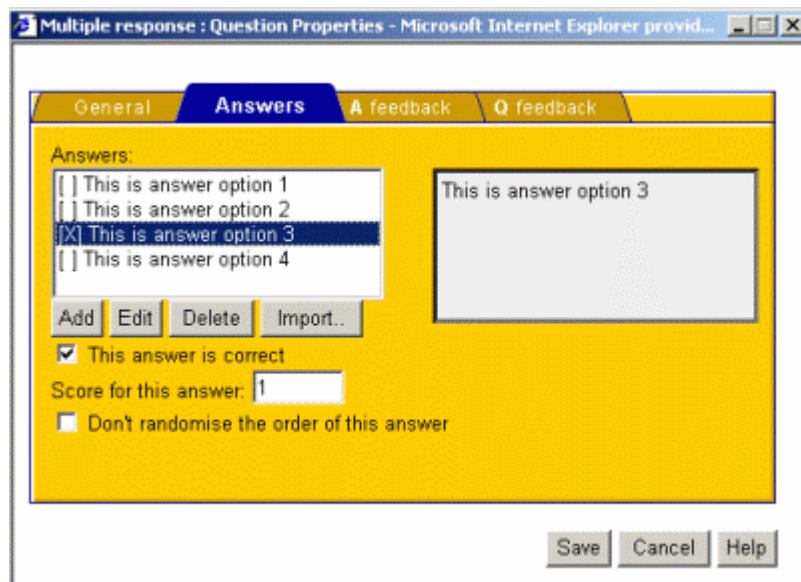 Multiple response : Question Properties - Microsoft Internet Explorer provid...
General Answers A feedback Q feedback
Answers:
[ ] This is answer option 1
[ ] This is answer option 2
[X] This is answer option 3
[ ] This is answer option 4
This is answer option 3
Add Edit Delete Import..
This answer is correct
Score for this answer: 1
Don't randomise the order of this answer
Save Cancel Help